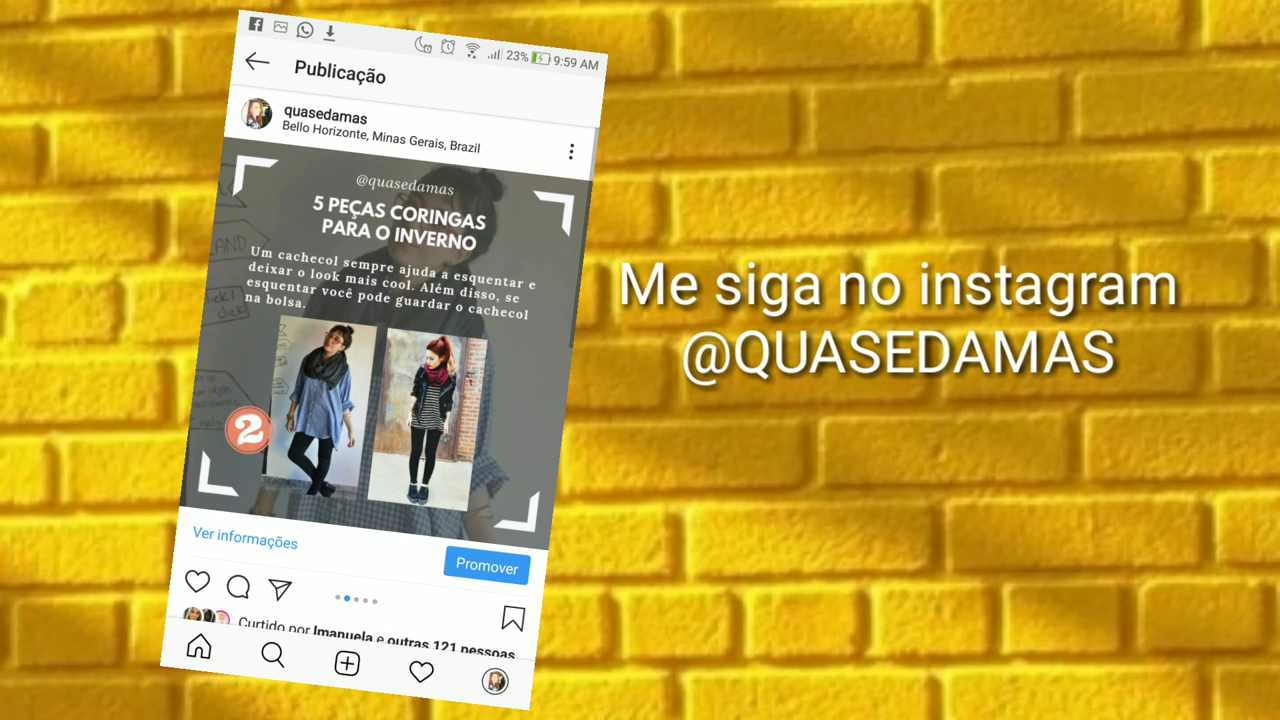 23% 9:59 AM
Publicação
quasedamas
Bello Horizonte, Minas Gerais, Brazil
@quasedamas
5 PEÇAS CORINGAS
PARA O INVERNO
Um cachecol sempre ajuda a esquentar e
deixar o look mais cool. Além disso, se
esquentar você pode guardar o cachecol
na bolsa.
2
Ver informações
Promover
Curtido por Imanuela e outras 121 pessoas
Me siga no instagram
@QUASEDAMAS